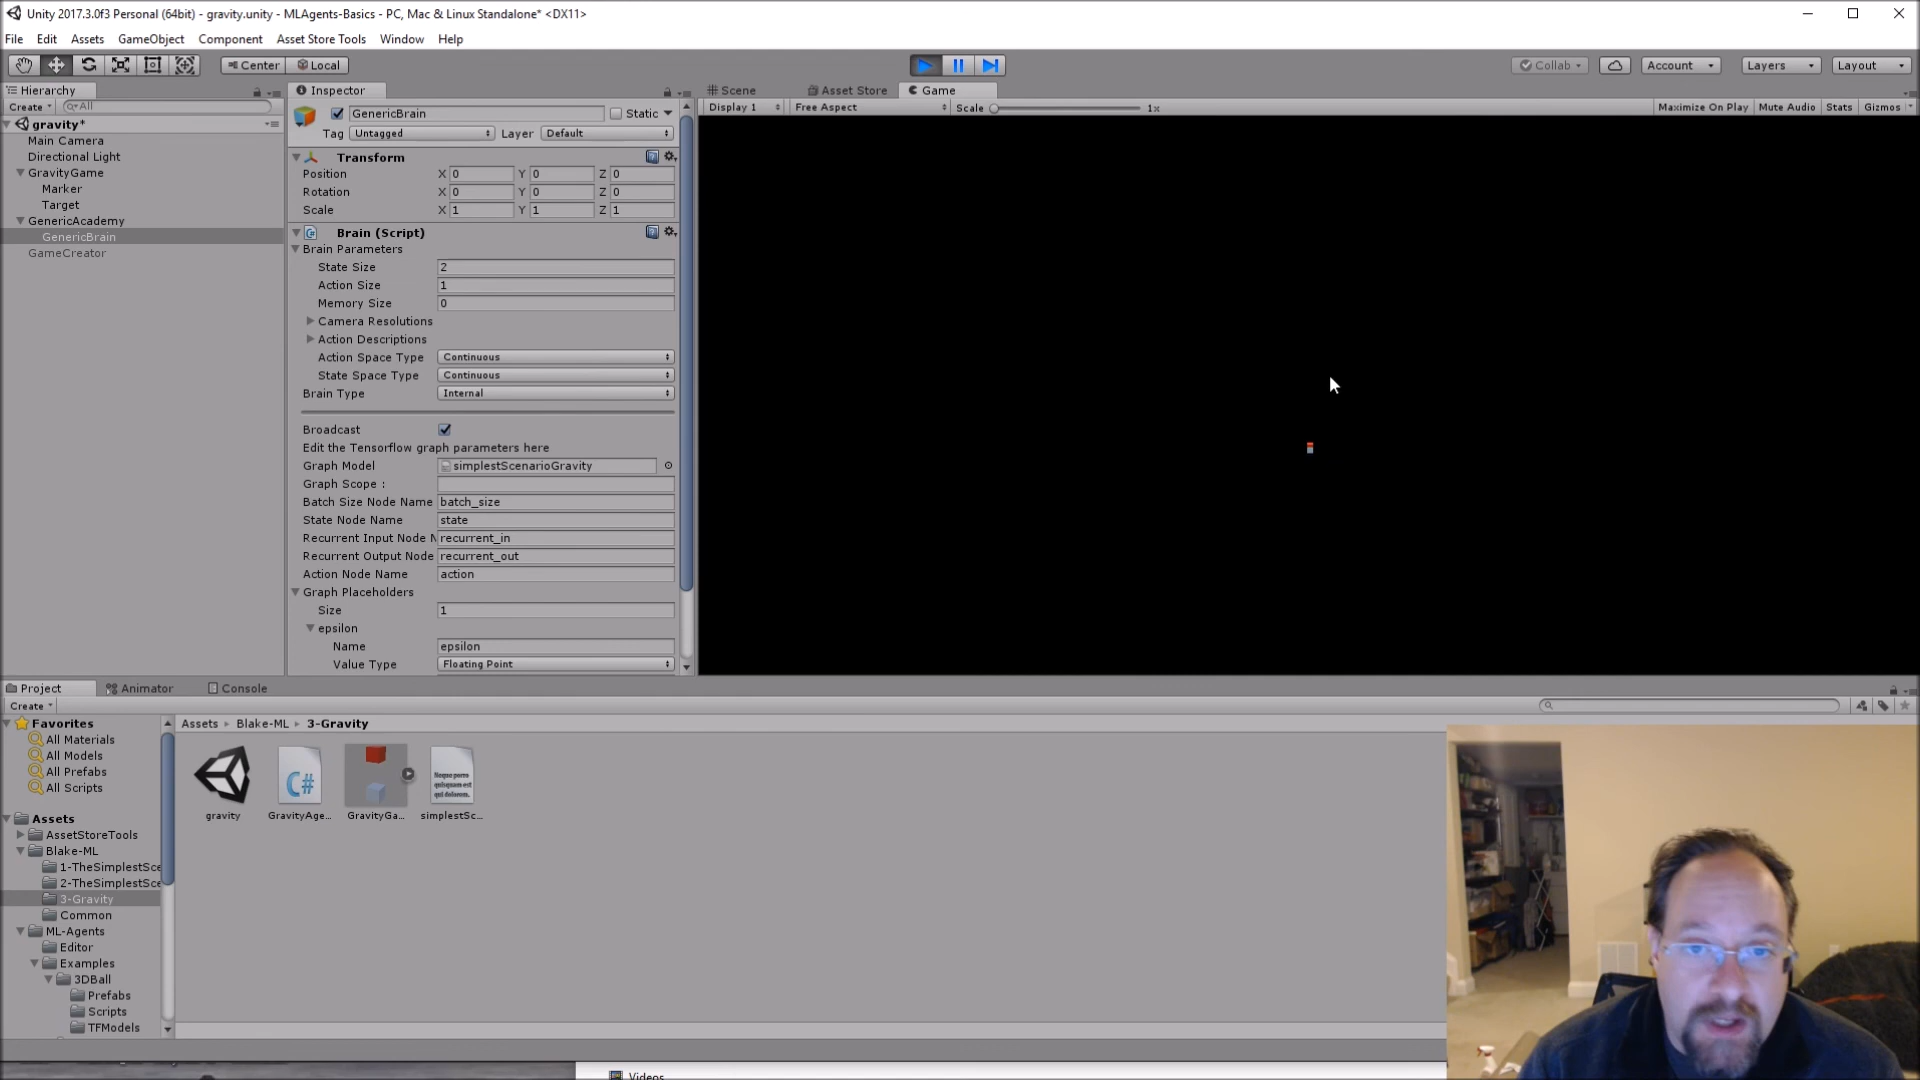 Unity 2017.3.0f3 Personal (64bit) - gravity.unity - MLAgents-Basics - PC, Mac & Linux Standalone* <DX11>
File Edit Assets GameObject Component Asset Store Tools Window Help
Center Local Collab Account Layers Layout
Hierarchy
Create All
gravity*
Main Camera
Directional Light
GravityGame
Marker
Target
GenericAcademy
GenericBrain
GameCreator
Inspector
GenericBrain Static
Tag Untagged Layer Default
Transform
Position X 0 Y 0 Z 0
Rotation X 0 Y 0 Z 0
Scale X 1 Y 1 Z 1
Brain (Script)
Brain Parameters
State Size 2
Action Size 1
Memory Size 0
Camera Resolutions
Action Descriptions
Action Space Type Continuous
State Space Type Continuous
Brain Type Internal
Broadcast
Edit the Tensorflow graph parameters here
Graph Model simplestScenarioGravity
Graph Scope :
Batch Size Node Name batch_size
State Node Name state
Recurrent Input Node N recurrent_in
Recurrent Output Node recurrent_out
Action Node Name action
Graph Placeholders
Size 1
epsilon
Name epsilon
Value Type Floating Point
Scene Asset Store Game
Display 1 Free Aspect Scale 1x Maximize On Play Mute Audio Stats Gizmos
Project Animator Console
Create
Favorites
All Materials
All Models
All Prefabs
All Scripts
Assets
AssetStoreTools
Blake-ML
1-TheSimplestSce
2-TheSimplestSce
3-Gravity
Common
ML-Agents
Editor
Examples
3DBall
Prefabs
Scripts
TFModels
Assets Blake-ML 3-Gravity
C#
Neque porro
quisquam est
qui dolorem.
gravity GravityAge... GravityGa... simplestSc...
Videos